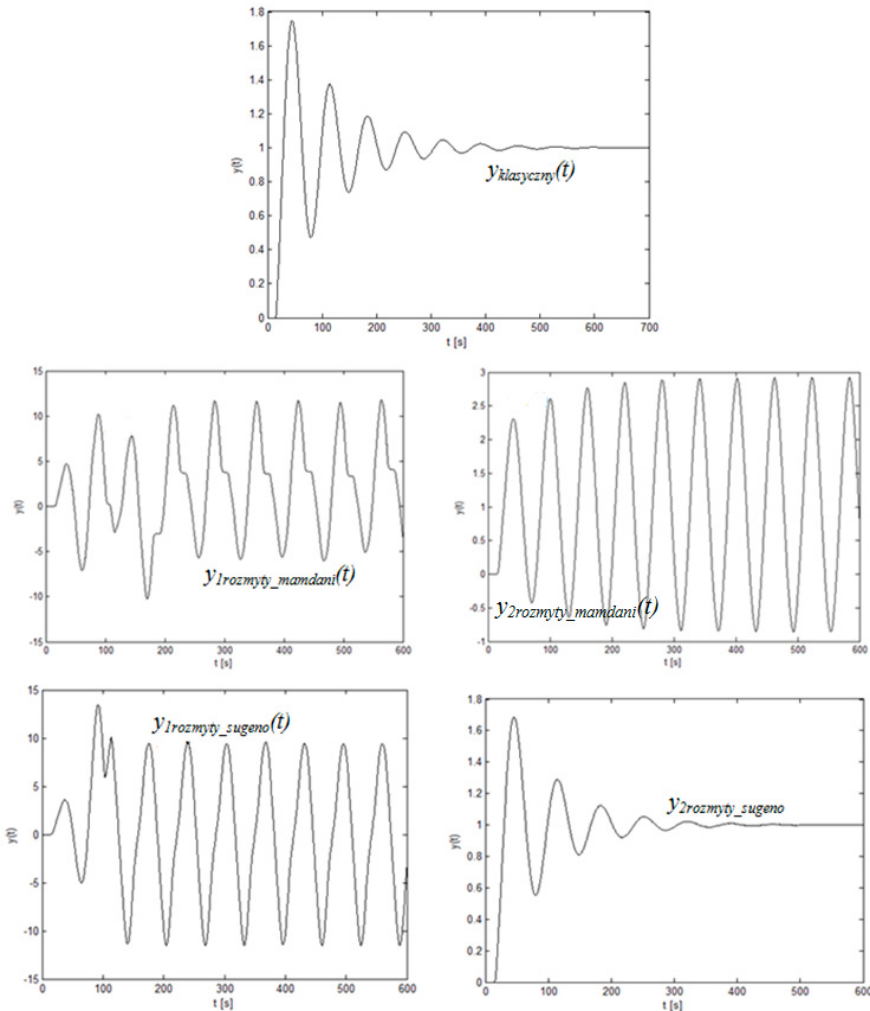 1.8
1.6
1.4
1.2
1
0.8
0.6
0.4
0.2
0
y(t)
0 100 200 300 400 500 600 700
t [s]
yklasyczny(t)
15
10
5
0
-5
-10
-15
y(t)
0 100 200 300 400 500 600
t [s]
y1rozmyty_mamdani(t)
3
2.5
2
1.5
1
0.5
0
-0.5
-1
y(t)
0 100 200 300 400 500 600
t [s]
y2rozmyty_mamdani(t)
15
10
5
0
-5
-10
-15
y(t)
0 100 200 300 400 500 600
t [s]
y1rozmyty_sugeno(t)
1.8
1.6
1.4
1.2
1
0.8
0.6
0.4
0.2
0
y(t)
0 100 200 300 400 500 600
t [s]
y2rozmyty_sugeno